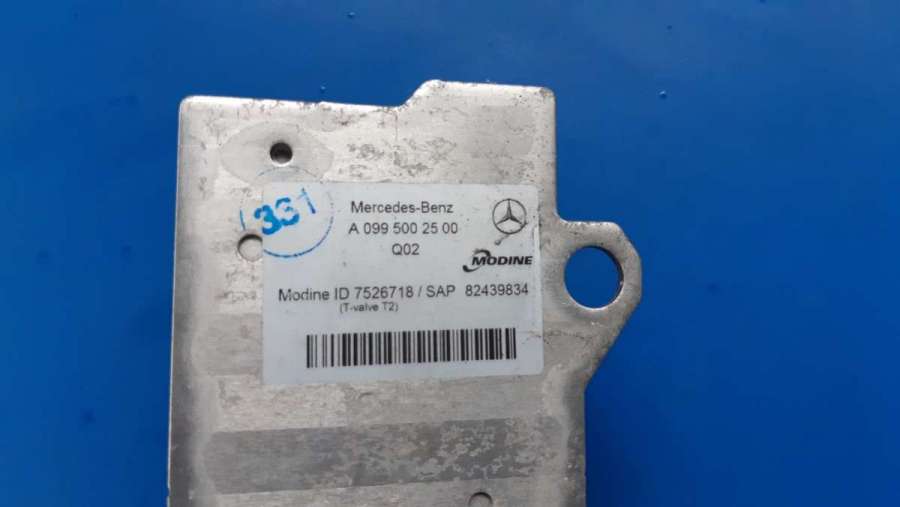 331
Mercedes-Benz
A 099 500 25 00
Q02
MODINE
Modine ID 7526718 / SAP 82439834
(T-valve T2)